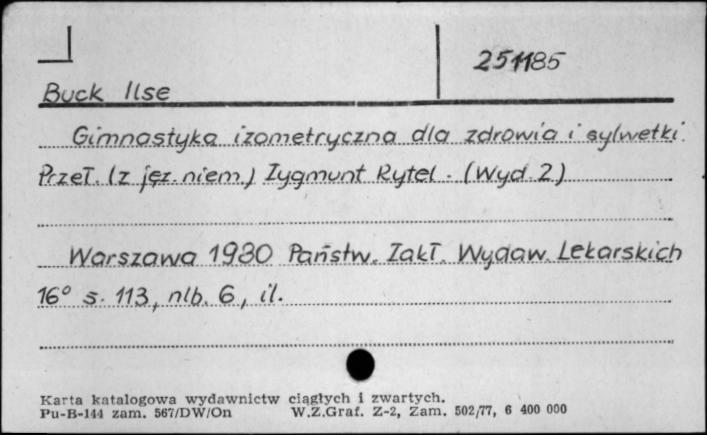 251185
Buck Ilse
Gimnastyka izometryczna dla zdrowia i sylwetki.
Przeł. (z jęz. niem.) Zygmunt Rytel. (Wyd. 2)
Warszawa 1980 Państw. Zakł. Wydaw. Lekarskich
16° s. 113, nlb. 6, il.
Karta katalogowa wydawnictw ciągłych i zwartych.
Pu-B-144 zam. 567/DW/On W.Z.Graf. Z-2, Zam. 502/77, 6 400 000